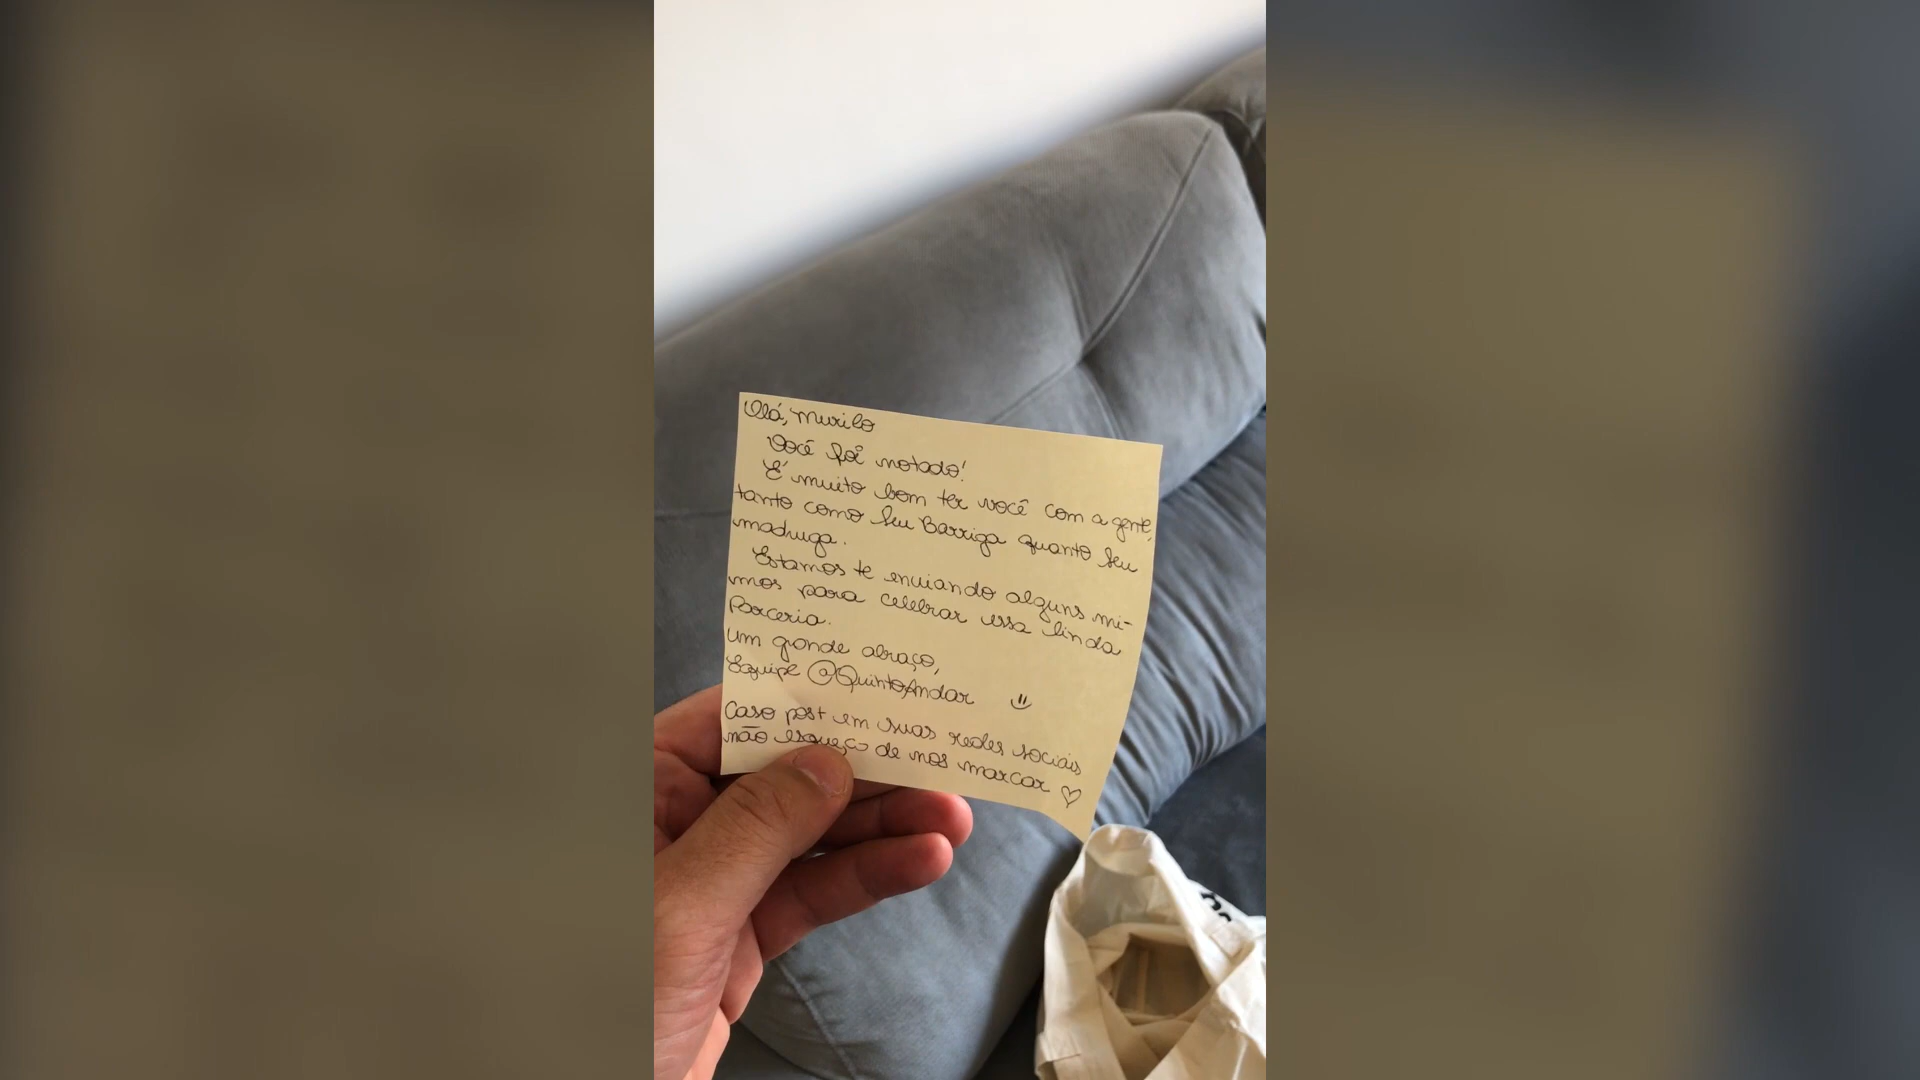 Olá, Murilo
Você foi notado!
É muito bom ter você com a gente,
tanto como Seu Barriga quanto Seu
madruga.
Estamos te enviando alguns mi-
mos para celebrar essa linda
Parceria.
um grande abraço,
Equipe @QuintoAndar
Caso post em suas redes sociais
não esqueça de nos marcar ♡